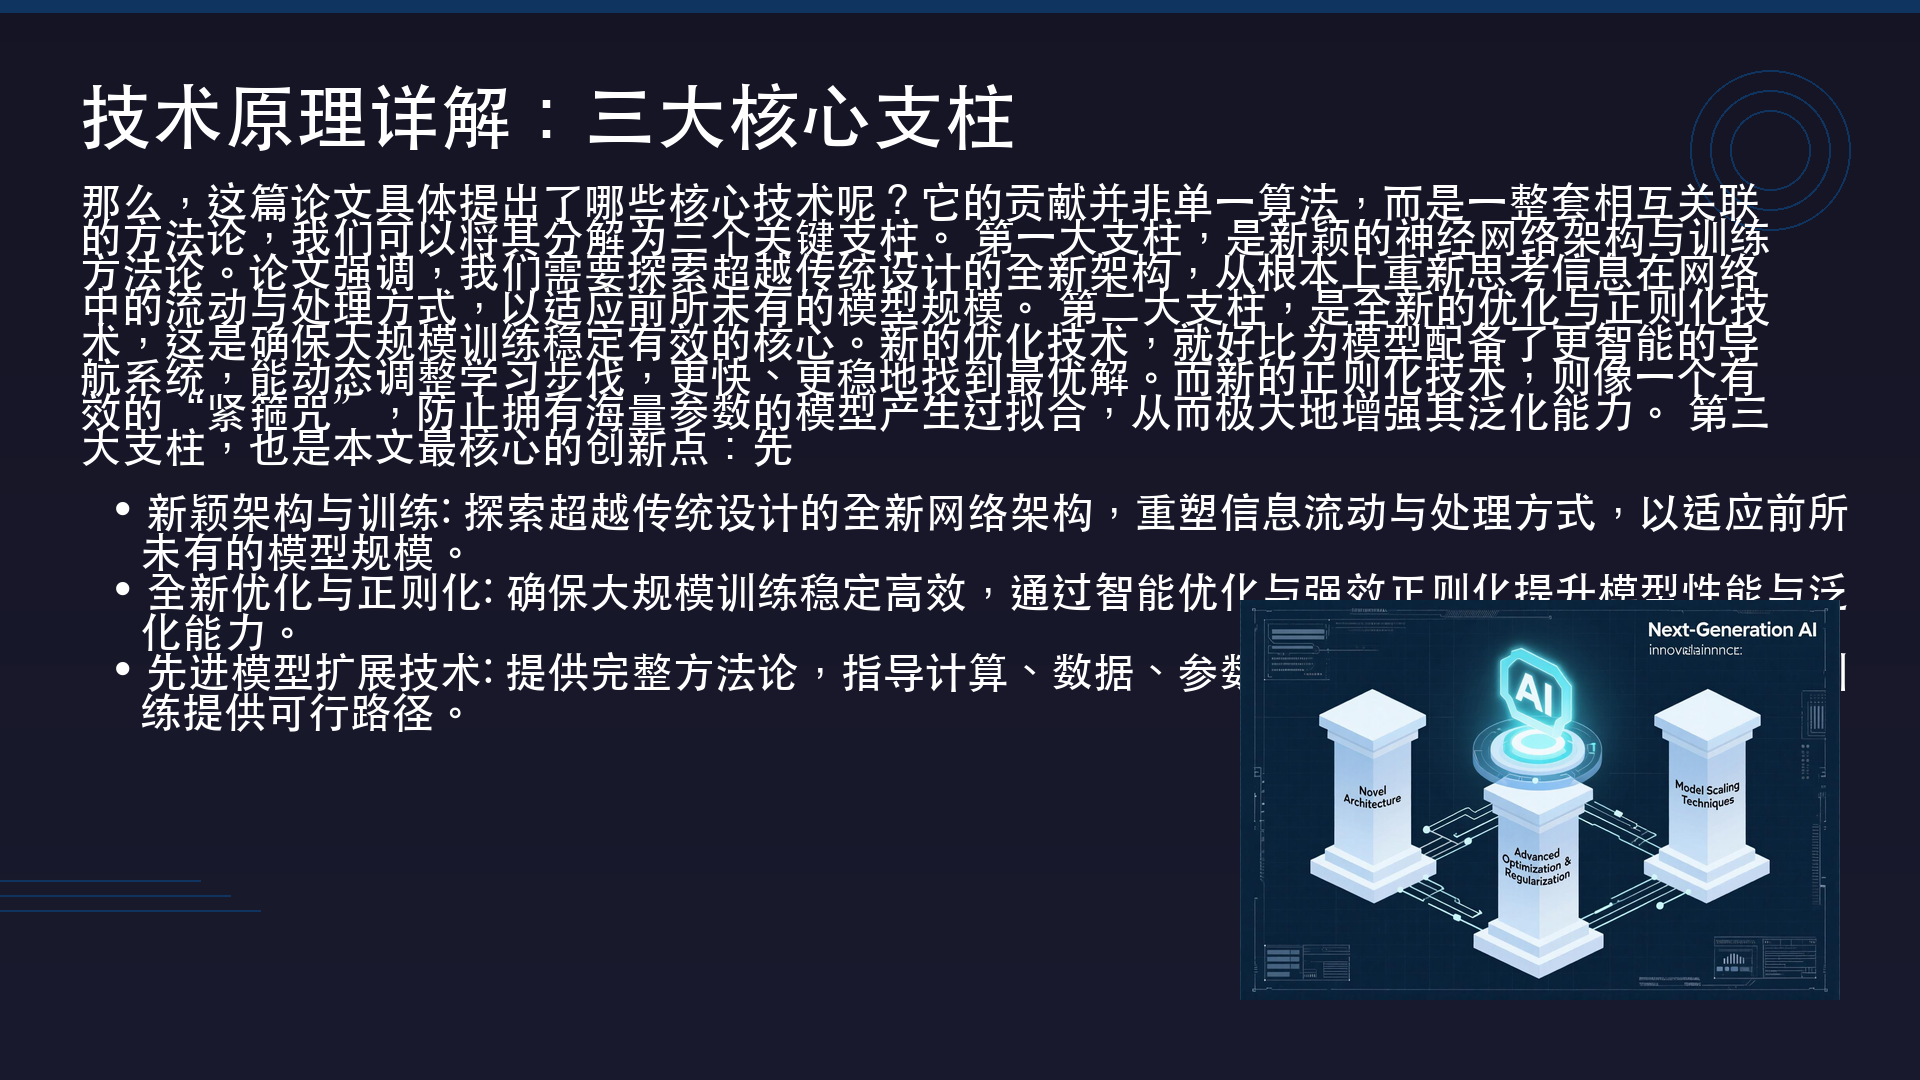 技术原理详解：三大核心支柱
那么，这篇论文具体提出了哪些核心技术呢？它的贡献并非单一算法，而是一整套相互关联
的方法论，我们可以将其分解为三个关键支柱。 第一大支柱，是新颖的神经网络架构与训练
方法论。论文强调，我们需要探索超越传统设计的全新架构，从根本上重新思考信息在网络
中的流动与处理方式，以适应前所未有的模型规模。 第二大支柱，是全新的优化与正则化技
术，这是确保大规模训练稳定有效的核心。新的优化技术，就好比为模型配备了更智能的导
航系统，能动态调整学习步伐，更快、更稳地找到最优解。而新的正则化技术，则像一个有
效的“紧箍咒”，防止拥有海量参数的模型产生过拟合，从而极大地增强其泛化能力。 第三
大支柱，也是本文最核心的创新点：先
• 新颖架构与训练: 探索超越传统设计的全新网络架构，重塑信息流动与处理方式，以适应前所
未有的模型规模。
• 全新优化与正则化: 确保大规模训练稳定高效，通过智能优化与强效正则化提升模型性能与泛
化能力。
• 先进模型扩展技术: 提供完整方法论，指导计算、数据、参数
练提供可行路径。
Next-Generation AI
AI
Novel
Architecture
Advanced
Optimization &
Regularization
Model Scaling
Techniques